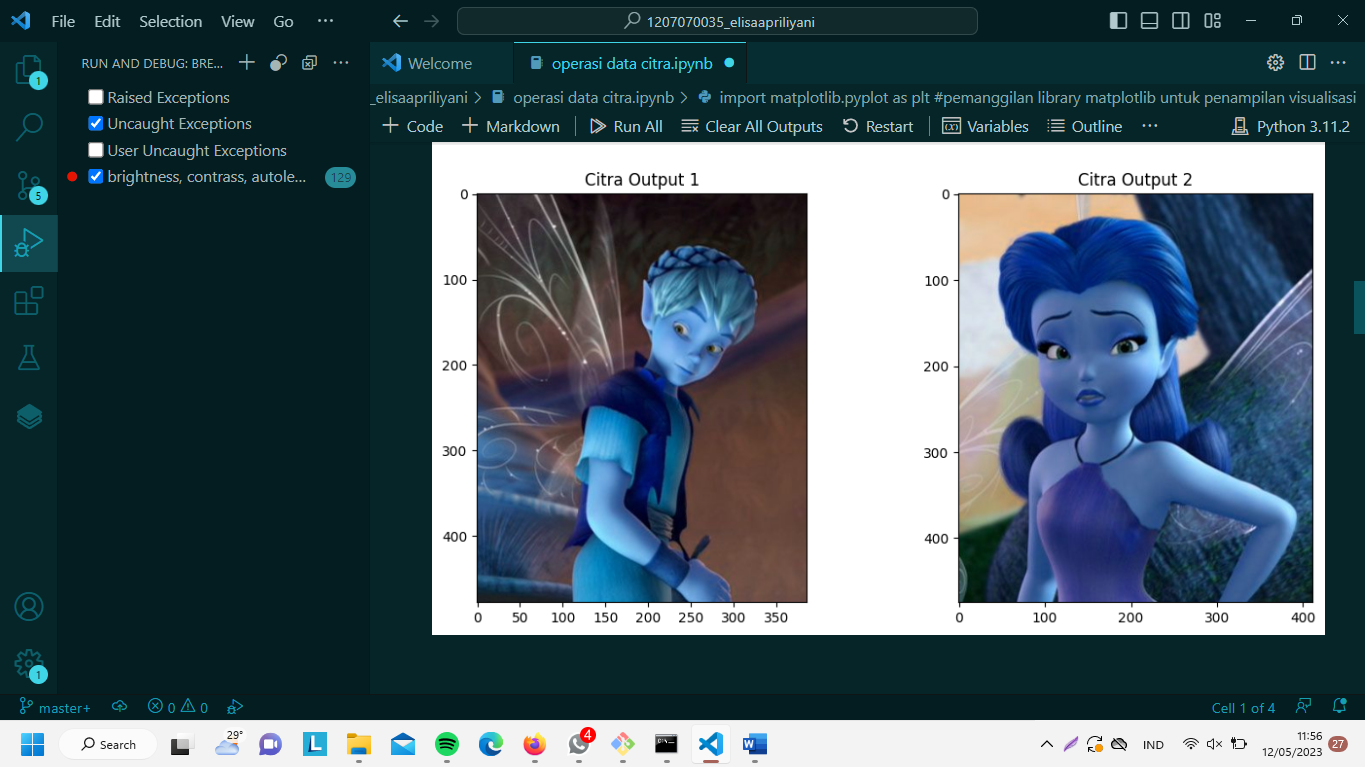 File Edit Selection View Go ··· 1207070035_elisaapriliyani
RUN AND DEBUG: BRE... ···
Welcome operasi data citra.ipynb ···
_elisaapriliyani > operasi data citra.ipynb > import matplotlib.pyplot as plt #pemanggilan library matplotlib untuk penampilan visualisasi
Code Markdown Run All Clear All Outputs Restart Variables Outline ··· Python 3.11.2
Raised Exceptions
Uncaught Exceptions
User Uncaught Exceptions
brightness, contrass, autole... 129
1
5
1
Citra Output 1
0
100
200
300
400
0 50 100 150 200 250 300 350
Citra Output 2
0
100
200
300
400
0 100 200 300 400
master+ 0 0 Cell 1 of 4
Search 29° L 4 W IND 11:56 27
12/05/2023